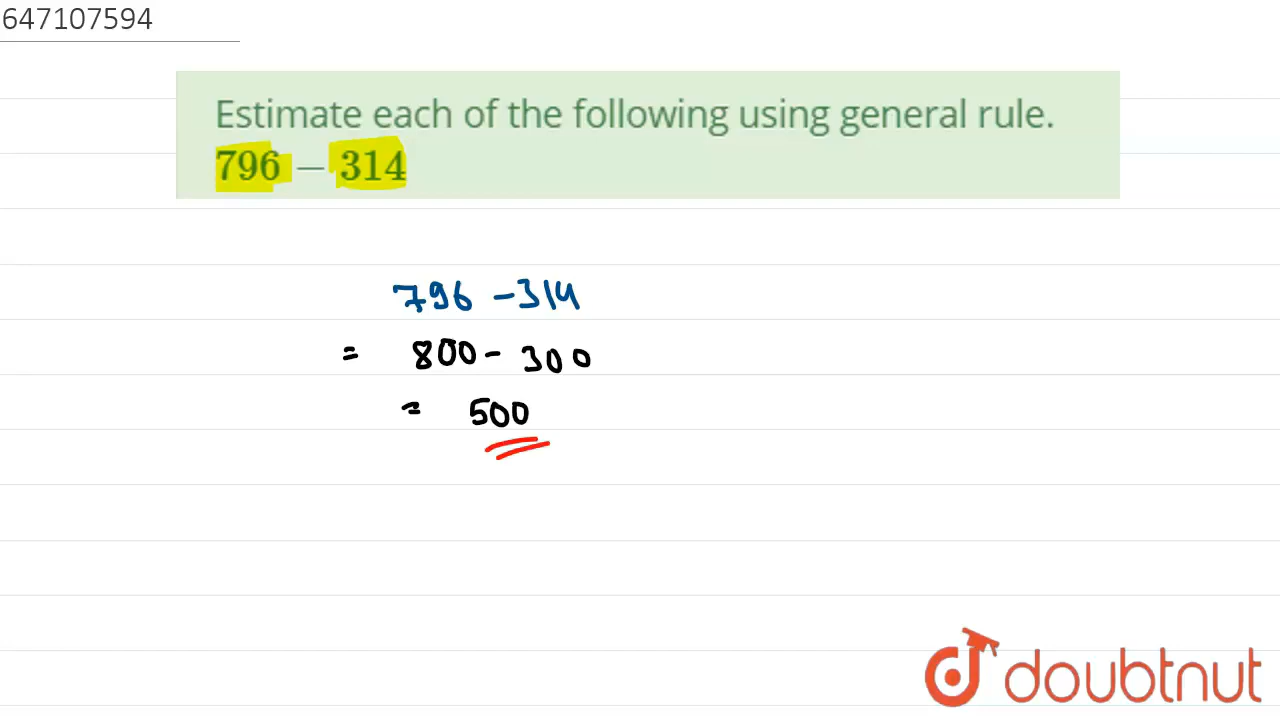 647107594
Estimate each of the following using general rule.
796 − 314
796 - 314
= 800 - 300
= 500
doubtnut